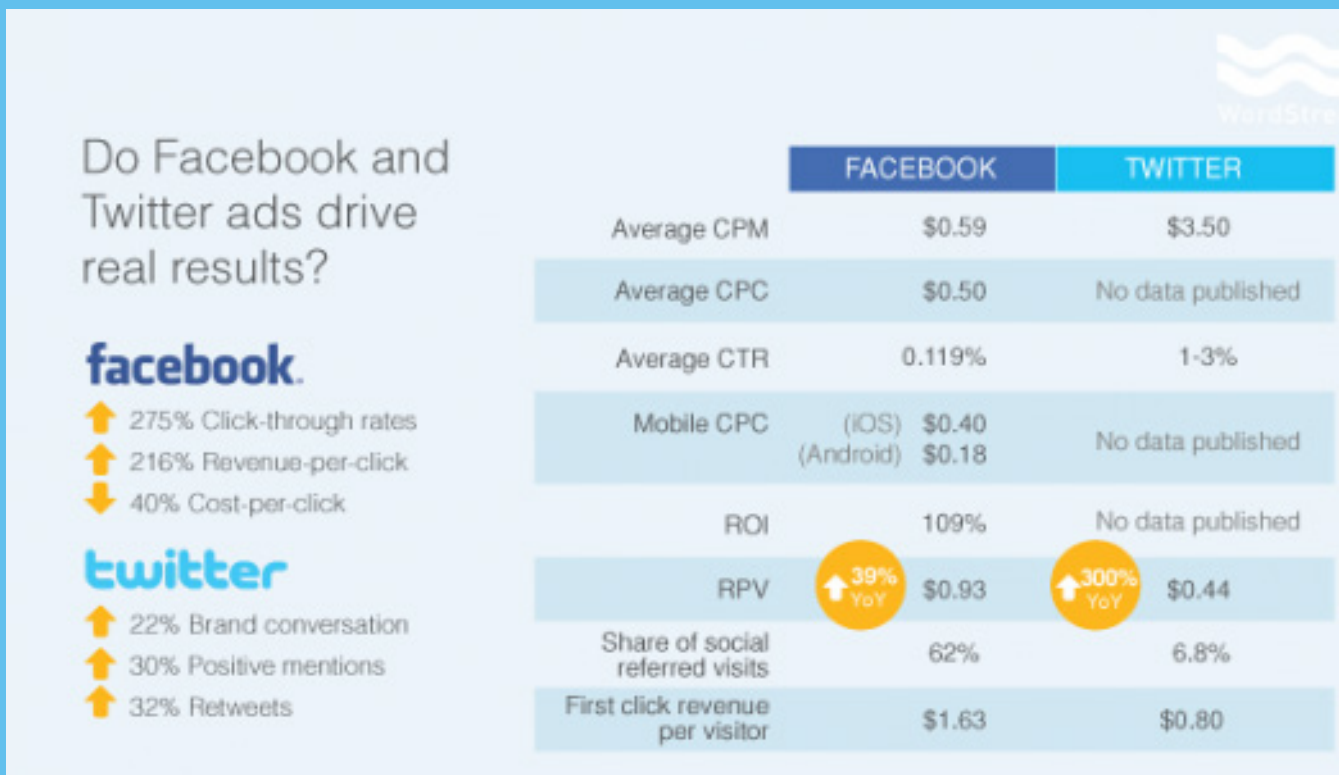 WordStre
Do Facebook and
Twitter ads drive
real results?
facebook.
275% Click-through rates
216% Revenue-per-click
40% Cost-per-click
twitter
22% Brand conversation
30% Positive mentions
32% Retweets
FACEBOOK TWITTER
Average CPM $0.59 $3.50
Average CPC $0.50 No data published
Average CTR 0.119% 1-3%
Mobile CPC (iOS) $0.40
(Android) $0.18 No data published
ROI 109% No data published
RPV 39% YoY $0.93 300% YoY $0.44
Share of social
referred visits 62% 6.8%
First click revenue
per visitor $1.63 $0.80